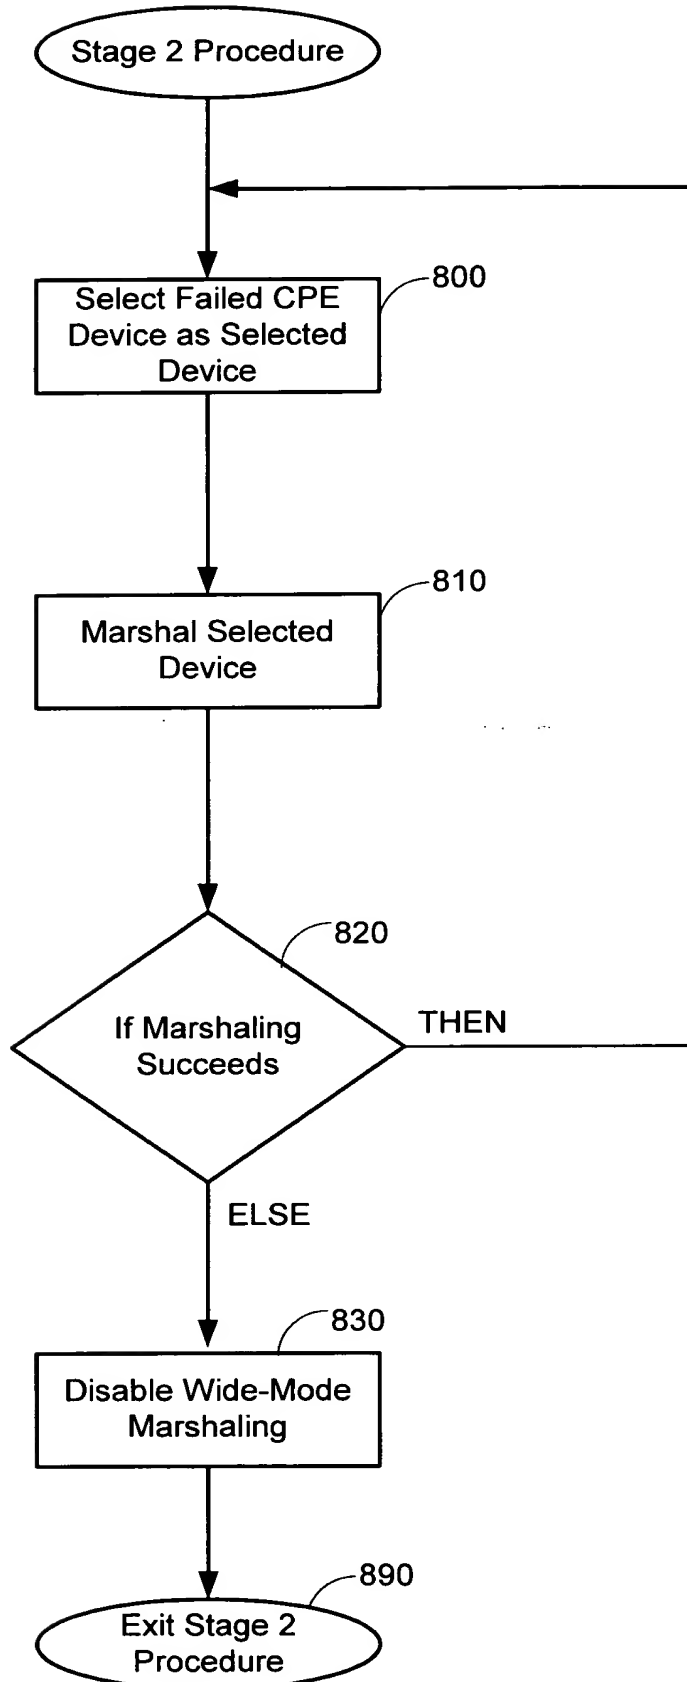 Stage 2 Procedure
800
Select Failed CPE
Device as Selected
Device
810
Marshal Selected
Device
820
If Marshaling
Succeeds
THEN
ELSE
830
Disable Wide-Mode
Marshaling
890
Exit Stage 2
Procedure